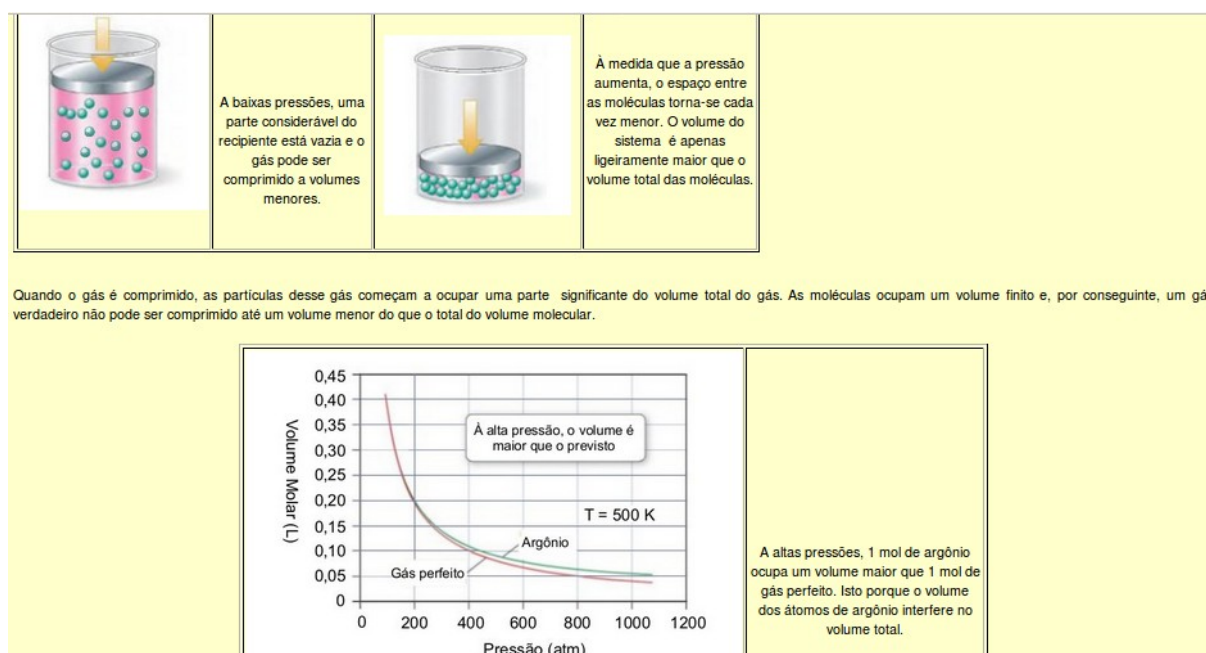 A baixas pressões, uma
parte considerável do
recipiente está vazia e o
gás pode ser
comprimido a volumes
menores.
À medida que a pressão
aumenta, o espaço entre
as moléculas torna-se cada
vez menor. O volume do
sistema é apenas
ligeiramente maior que o
volume total das moléculas.
Quando o gás é comprimido, as partículas desse gás começam a ocupar uma parte significante do volume total do gás. As moléculas ocupam um volume finito e, por conseguinte, um gá
verdadeiro não pode ser comprimido até um volume menor do que o total do volume molecular.
0,45
0,40
0,35
0,30
0,25
0,20
0,15
0,10
0,05
0
Volume Molar (L)
À alta pressão, o volume é
maior que o previsto
T = 500 K
Argônio
Gás perfeito
0 200 400 600 800 1000 1200
Pressão (atm)
A altas pressões, 1 mol de argônio
ocupa um volume maior que 1 mol de
gás perfeito. Isto porque o volume
dos átomos de argônio interfere no
volume total.